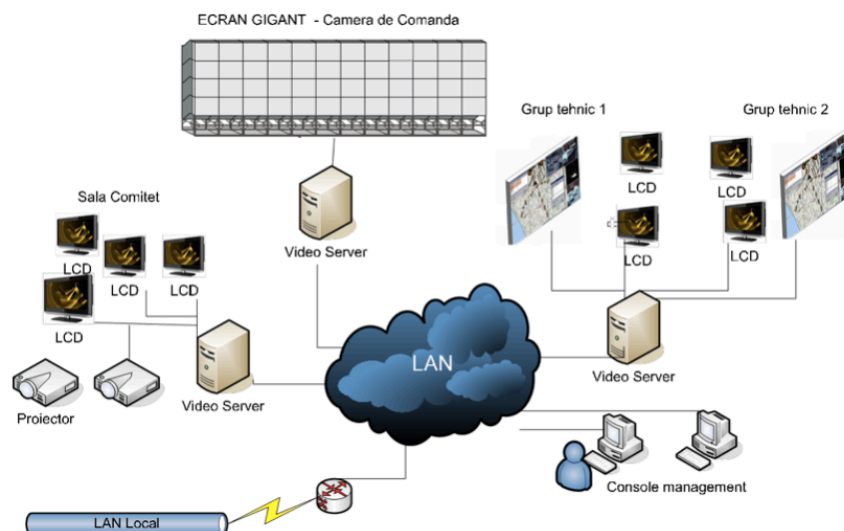 ECRAN GIGANT - Camera de Comanda
Grup tehnic 1
Grup tehnic 2
LCD
LCD
Sala Comitet
LCD
LCD
Video Server
LCD
LCD
LCD
LCD
LAN
Video Server
Video Server
Proiector
Console management
LAN Local